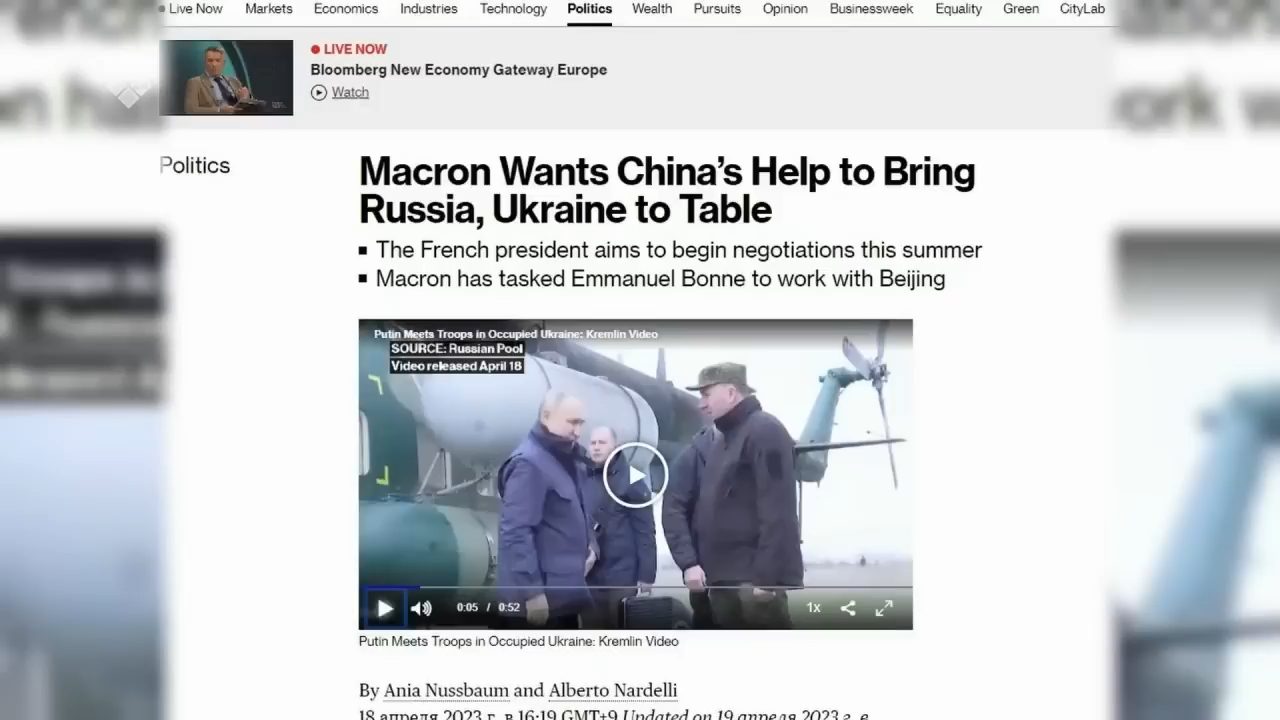 Live Now Markets Economics Industries Technology Politics Wealth Pursuits Opinion Businessweek Equality Green CityLab
LIVE NOW
Bloomberg New Economy Gateway Europe
Watch
Politics
Macron Wants China's Help to Bring
Russia, Ukraine to Table
The French president aims to begin negotiations this summer
Macron has tasked Emmanuel Bonne to work with Beijing
Putin Meets Troops in Occupied Ukraine: Kremlin Video
SOURCE: Russian Pool
Video released April 18
0:05 / 0:52 1x
Putin Meets Troops in Occupied Ukraine: Kremlin Video
By Ania Nussbaum and Alberto Nardelli
18 апреля 2023 г. в 16:19 GMT+9 Updated on 19 апреля 2023 г. в